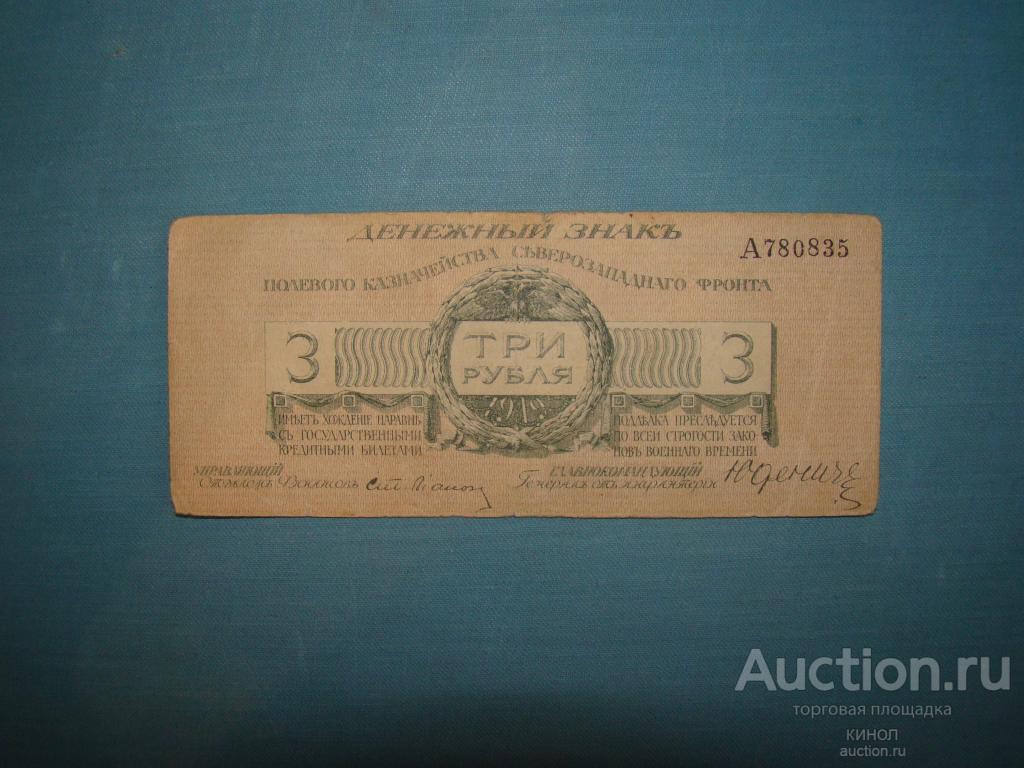 ДЕНЕЖНЫЙ ЗНАКЪ
А780835
ПОЛЕВОГО КАЗНАЧЕЙСТВА СѢВЕРОЗАПАДНАГО ФРОНТА
3
ТРИ
РУБЛЯ
3
1919
ИМѢЕТЪ ХОЖДЕНІЕ НАРАВНѢ
СЪ ГОСУДАРСТВЕННЫМИ
КРЕДИТНЫМИ БИЛЕТАМИ
ПОДДѢЛКА ПРЕСЛѢДУЕТСЯ
ПО ВСЕЙ СТРОГОСТИ ЗАКО-
НОВЪ ВОЕННАГО ВРЕМЕНИ
УПРАВЛЯЮЩІЙ
ГЛАВНОКОМАНДУЮЩІЙ
Генералъ отъ инфантеріи
Юденичъ
Auction.ru
торговая площадка
КИНОЛ
auction.ru